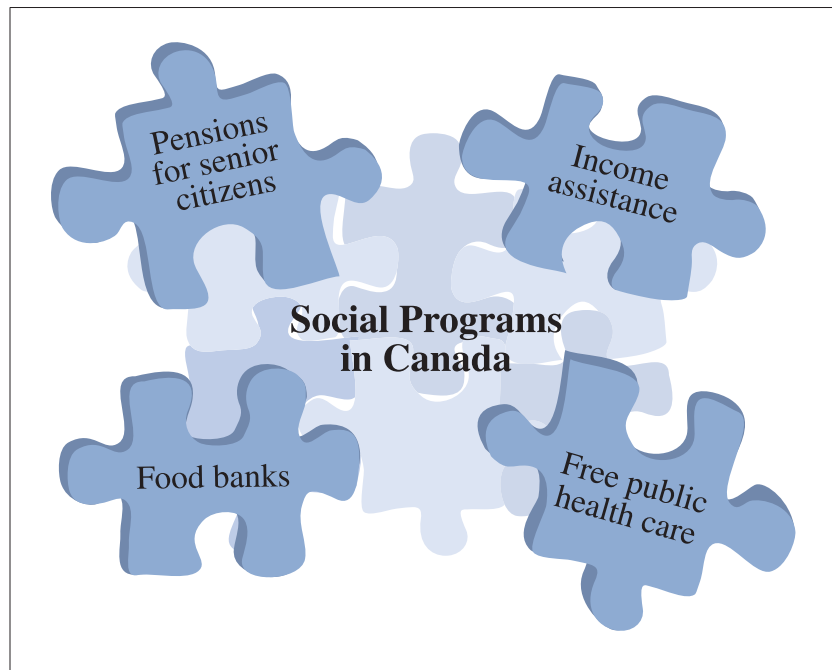 Pensions
for senior
citizens
Income
assistance
Social Programs
in Canada
Food banks
Free public
health care